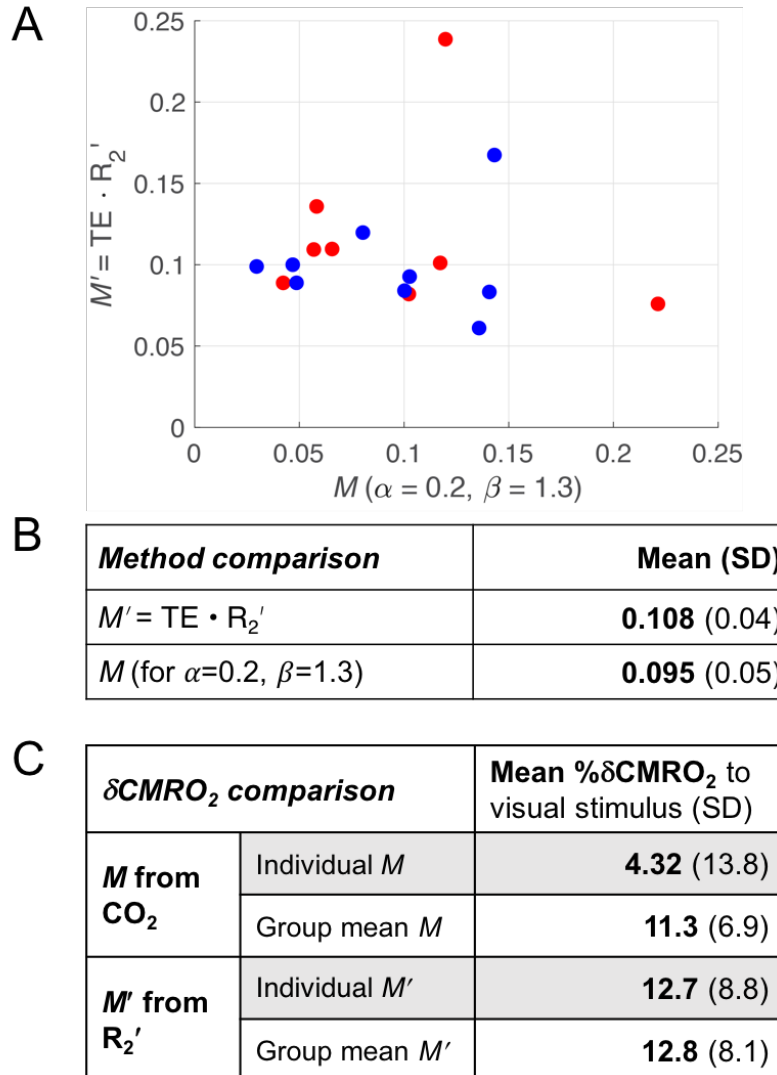 A
0.25
0.2
0.15
0.1
0.05
0
M′ = TE · R₂′
0 0.05 0.1 0.15 0.2 0.25
M (α = 0.2, β = 1.3)
B
Method comparison Mean (SD)
M′ = TE • R₂′ 0.108 (0.04)
M (for α=0.2, β=1.3) 0.095 (0.05)
C
δCMRO₂ comparison Mean %δCMRO₂ to
visual stimulus (SD)
M from
CO₂
Individual M 4.32 (13.8)
Group mean M 11.3 (6.9)
M′ from
R₂′
Individual M′ 12.7 (8.8)
Group mean M′ 12.8 (8.1)